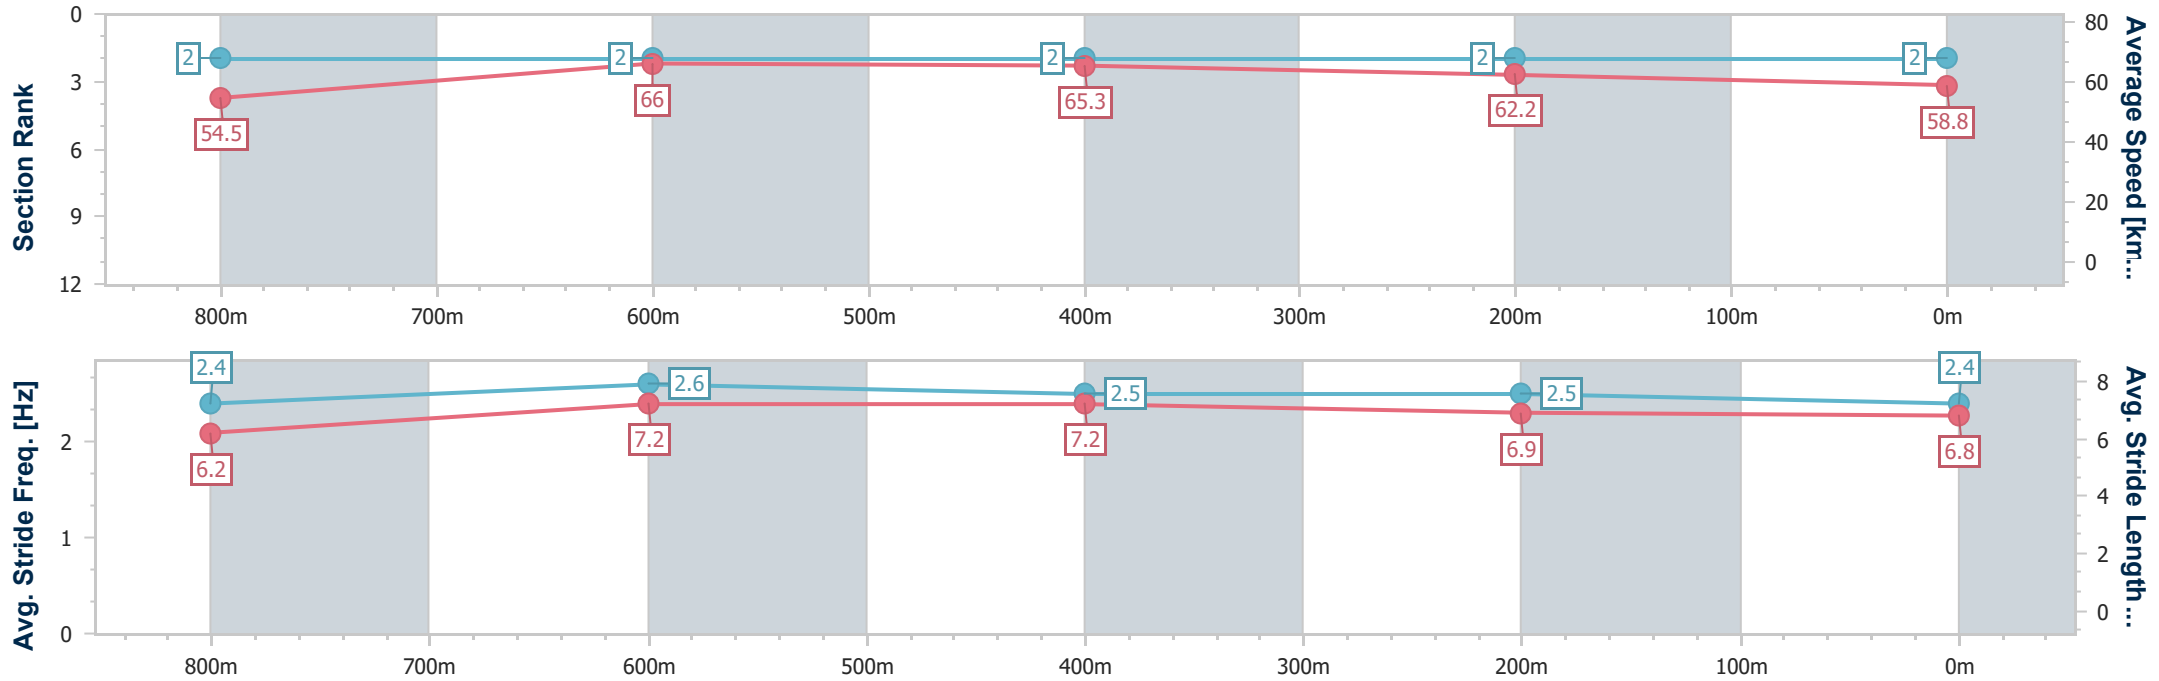 Section Rank
0
3
6
9
12
2
2
2
2
2
54.5
66
65.3
62.2
58.8
80
60
40
20
0
Average Speed [km...
800m
700m
600m
500m
400m
300m
200m
100m
0m
Avg. Stride Freq. [Hz]
2
1
0
2.4
2.6
2.5
2.5
2.4
6.2
7.2
7.2
6.9
6.8
8
6
4
2
0
Avg. Stride Length ...
800m
700m
600m
500m
400m
300m
200m
100m
0m